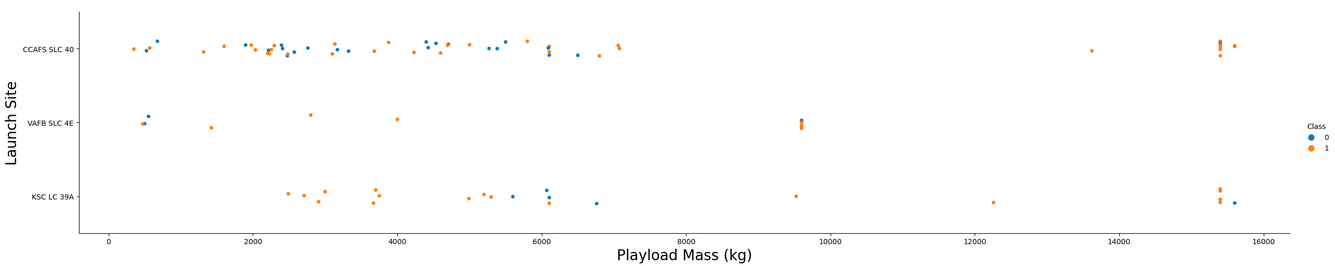 CCAFS SLC 40
VAFB SLC 4E
KSC LC 39A
Launch Site
0 2000 4000 6000 8000 10000 12000 14000 16000
Playload Mass (kg)
Class
0
1